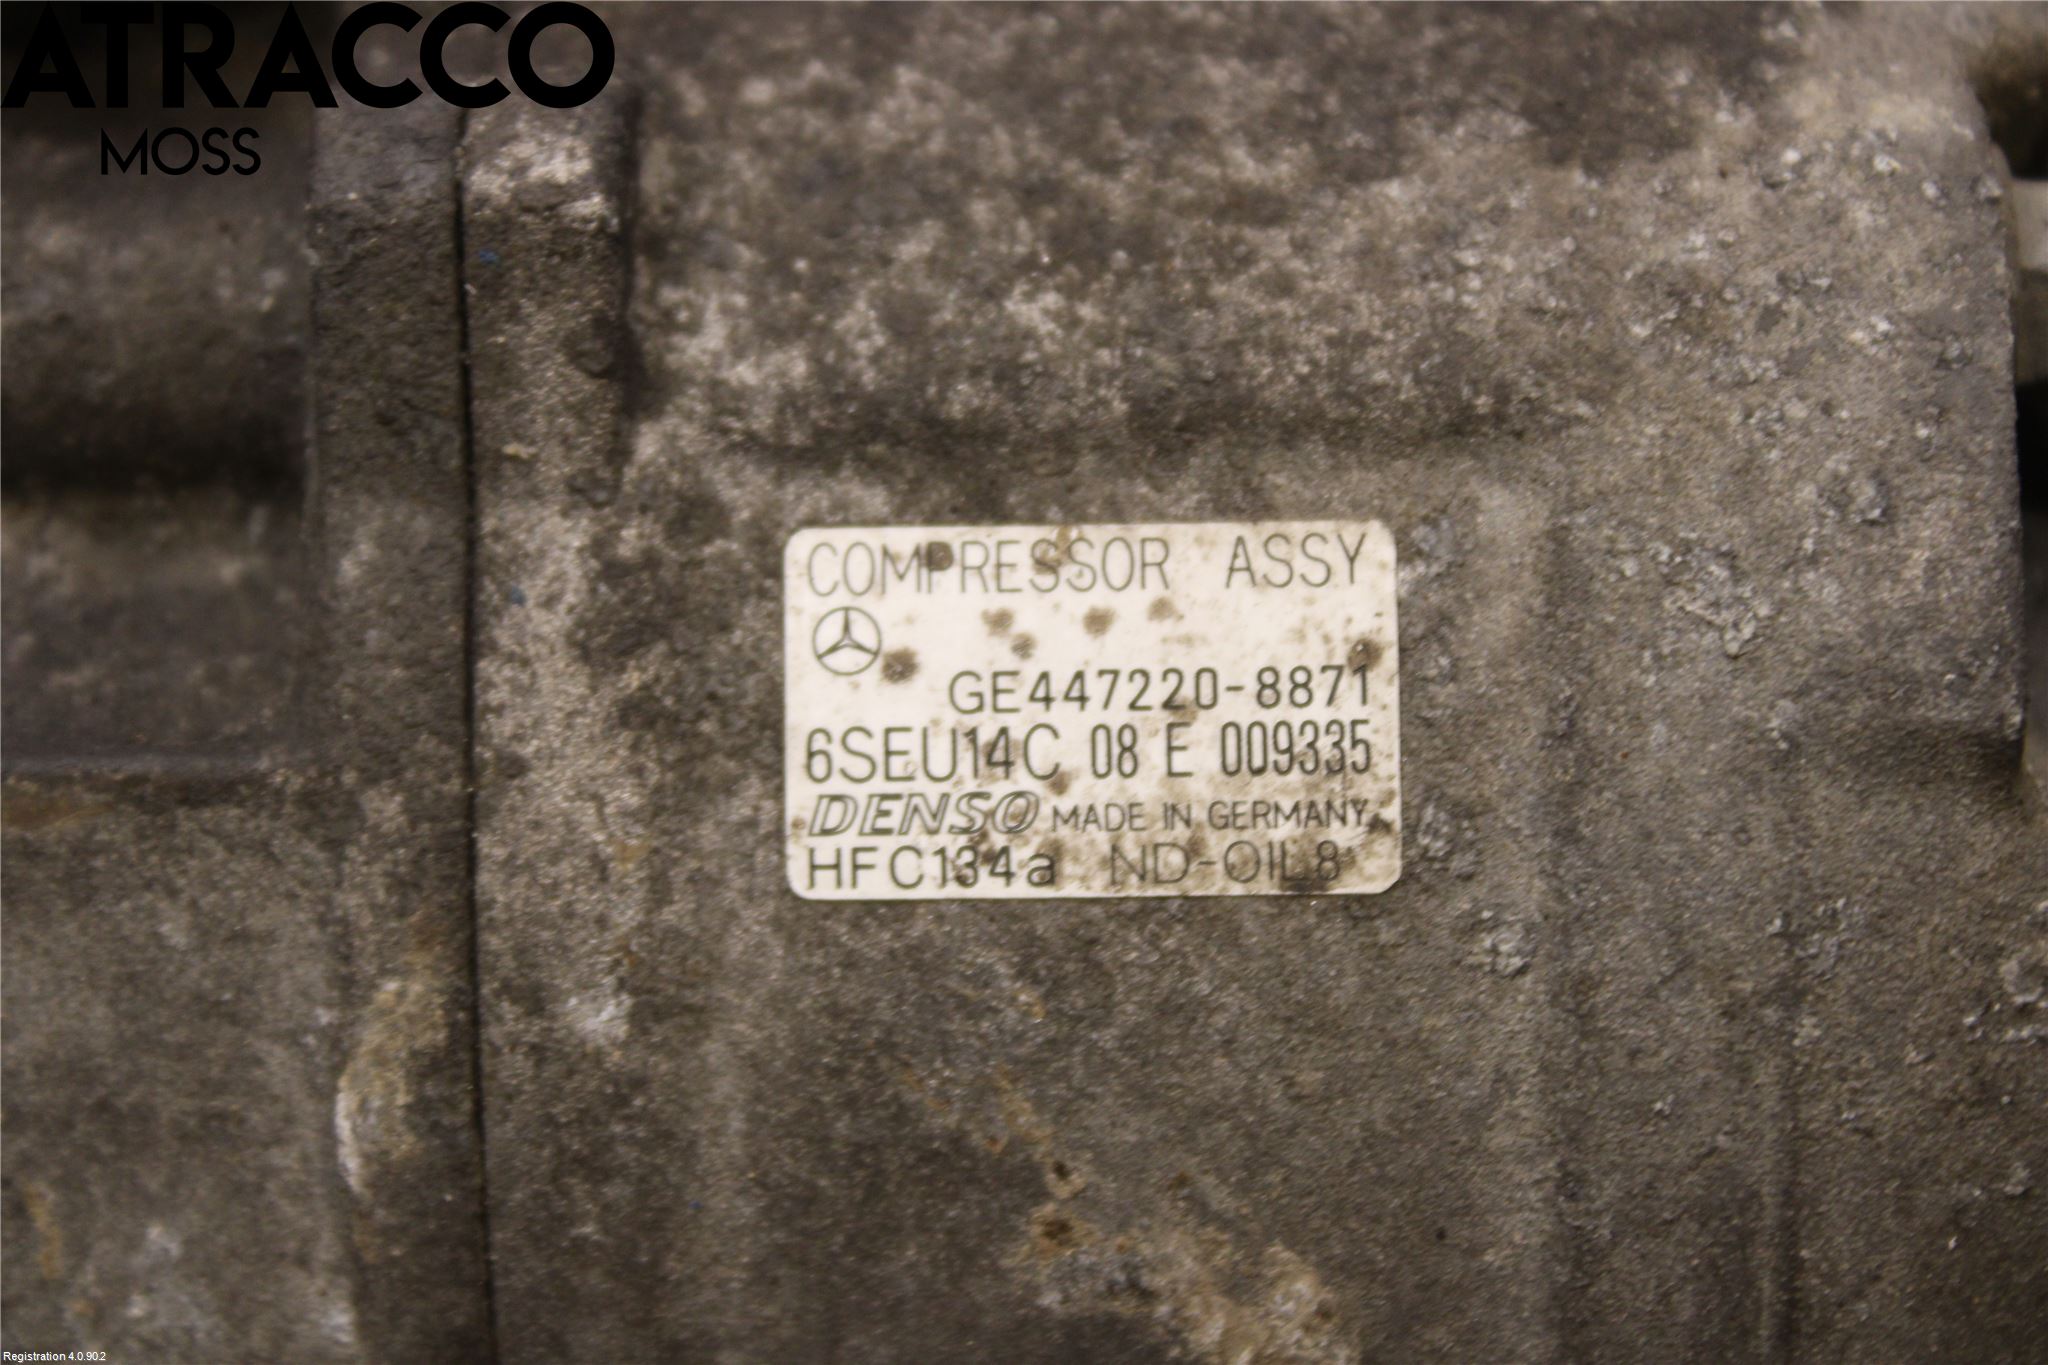 ATRACCO
MOSS
COMPRESSOR ASSY
GE447220-8871
6SEU14C 08 E 009335
DENSO MADE IN GERMANY
HFC134a ND-OIL8
Registration 4.0.90.2